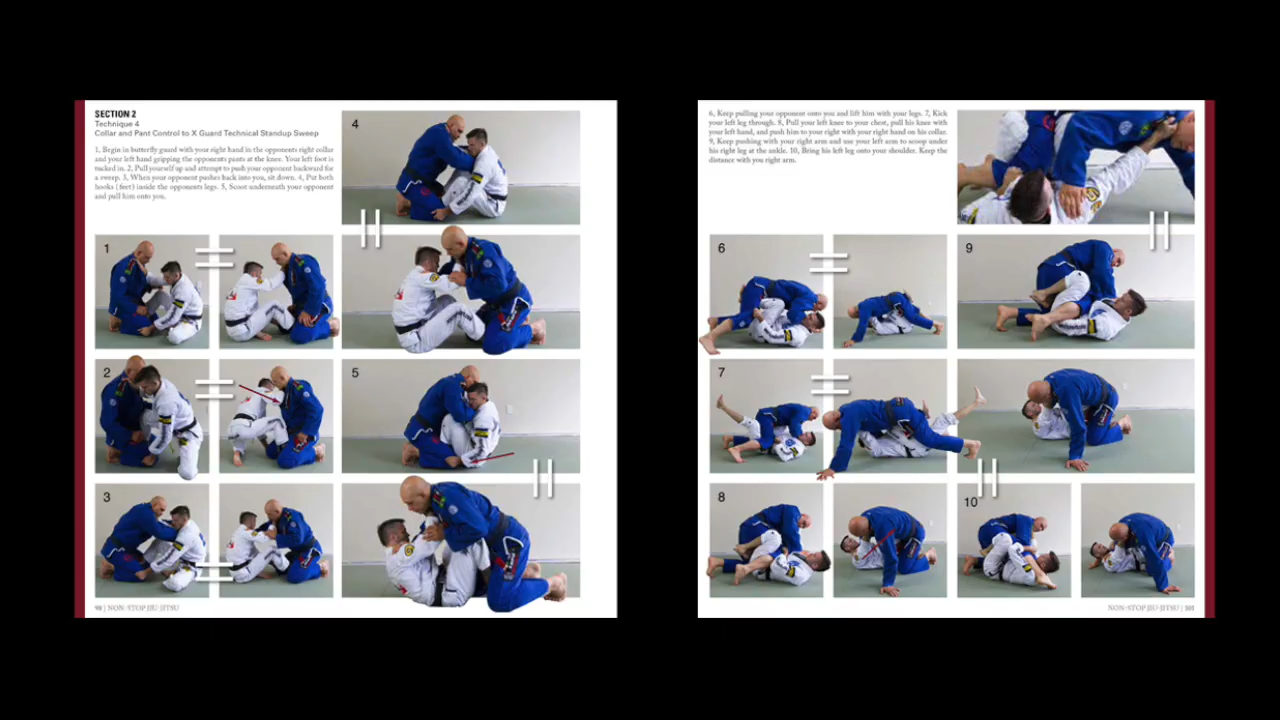 SECTION 2
Technique 4
Collar and Pant Control to X Guard Technical Standup Sweep
1, Begin in butterfly guard with your right hand in the opponents right collar
and your left hand gripping the opponents pants at the knee. Your left foot is
tucked in. 2, Pull yourself up and attempt to push your opponent backward for
a sweep. 3, When your opponent pushes back into you, sit down. 4, Put both
hooks (feet) inside the opponents legs. 5, Scoot underneath your opponent
and pull him onto you.
4
1
2
5
3
NON-STOP JIU-JITSU
6, Keep pulling your opponent onto you and lift him with your legs. 7, Kick
your left leg through. 8, Pull your left knee to your chest, pull his knee with
your left hand, and push him to your right with your right hand on his collar.
9, Keep pushing with your right arm and use your left arm to scoop under
his right leg at the ankle. 10, Bring his left leg onto your shoulder. Keep the
distance with you right arm.
6
9
7
8
10
NON-STOP JIU-JITSU | 101